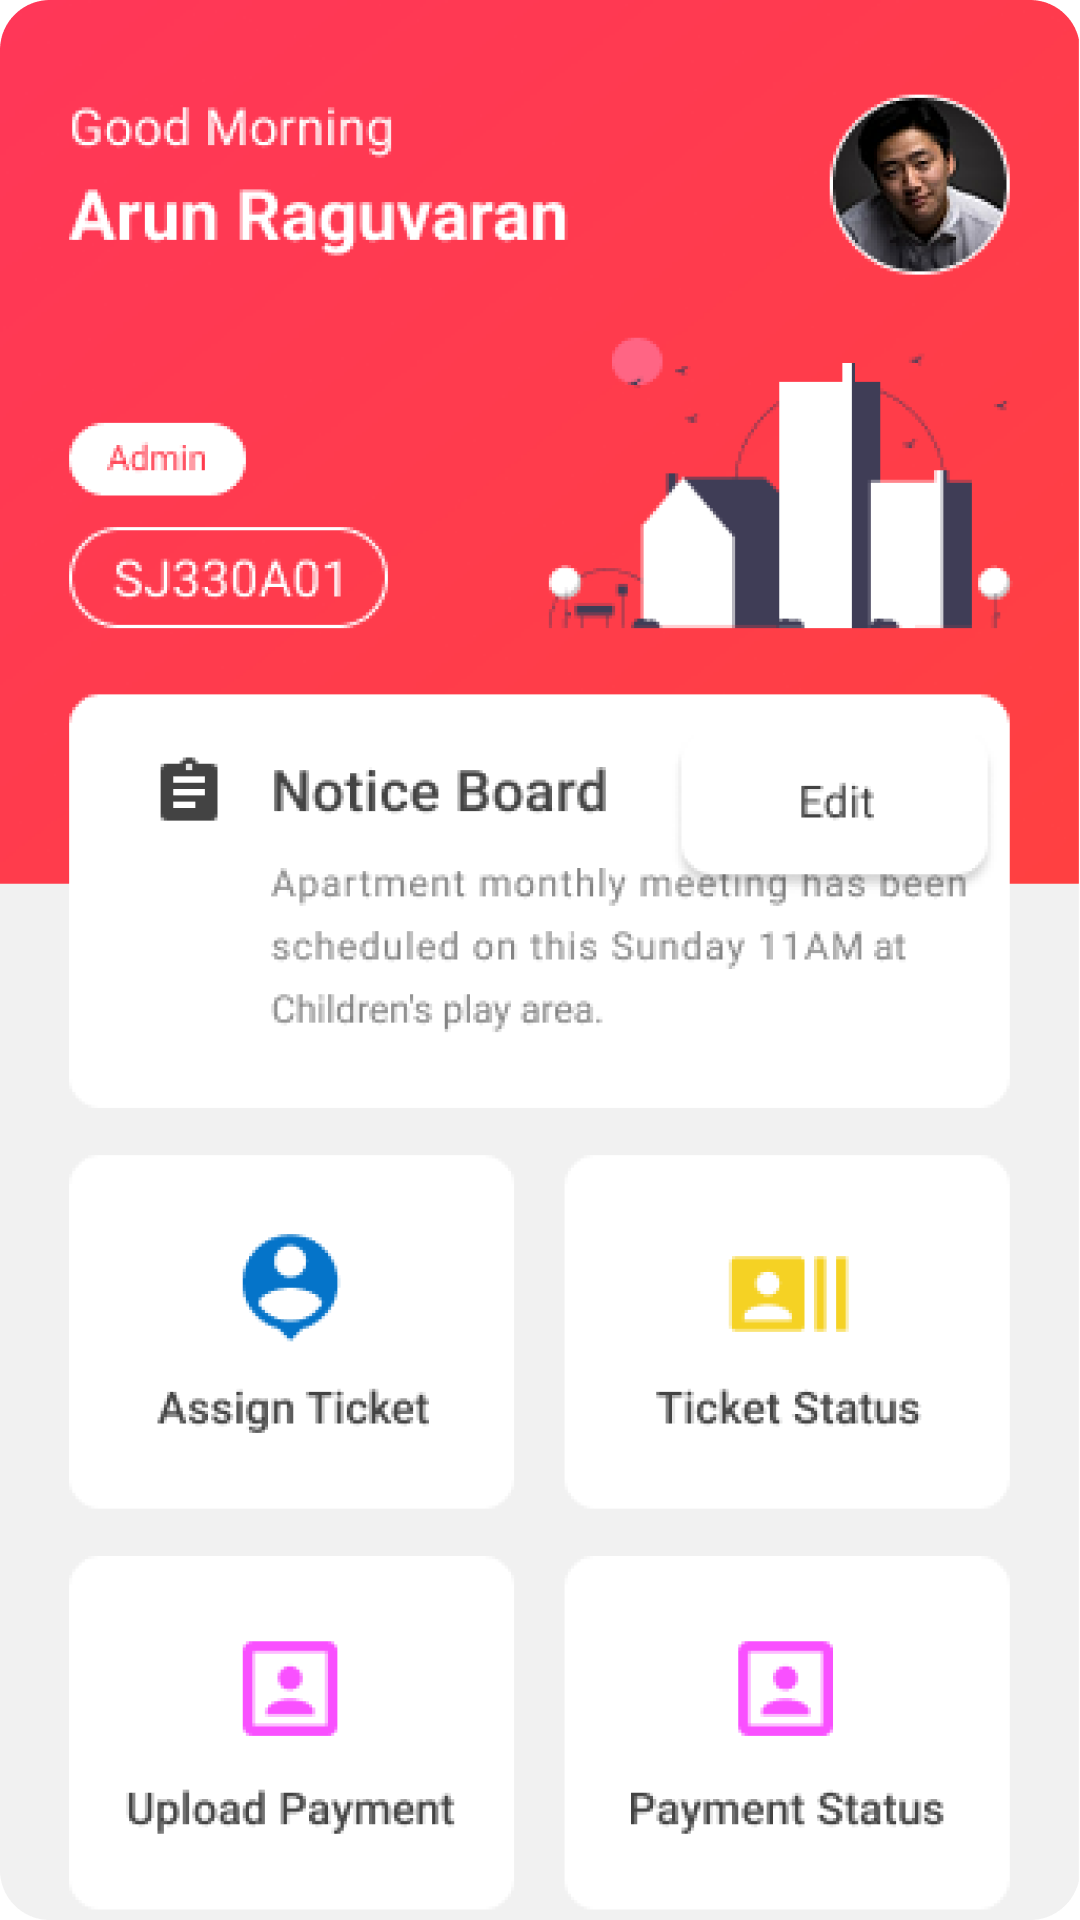 Good Morning
Arun Raguvaran
Admin
SJ330A01
Notice Board
Edit
Apartment monthly meeting has been
scheduled on this Sunday 11AM at
Children's play area.
Assign Ticket
Ticket Status
Upload Payment
Payment Status